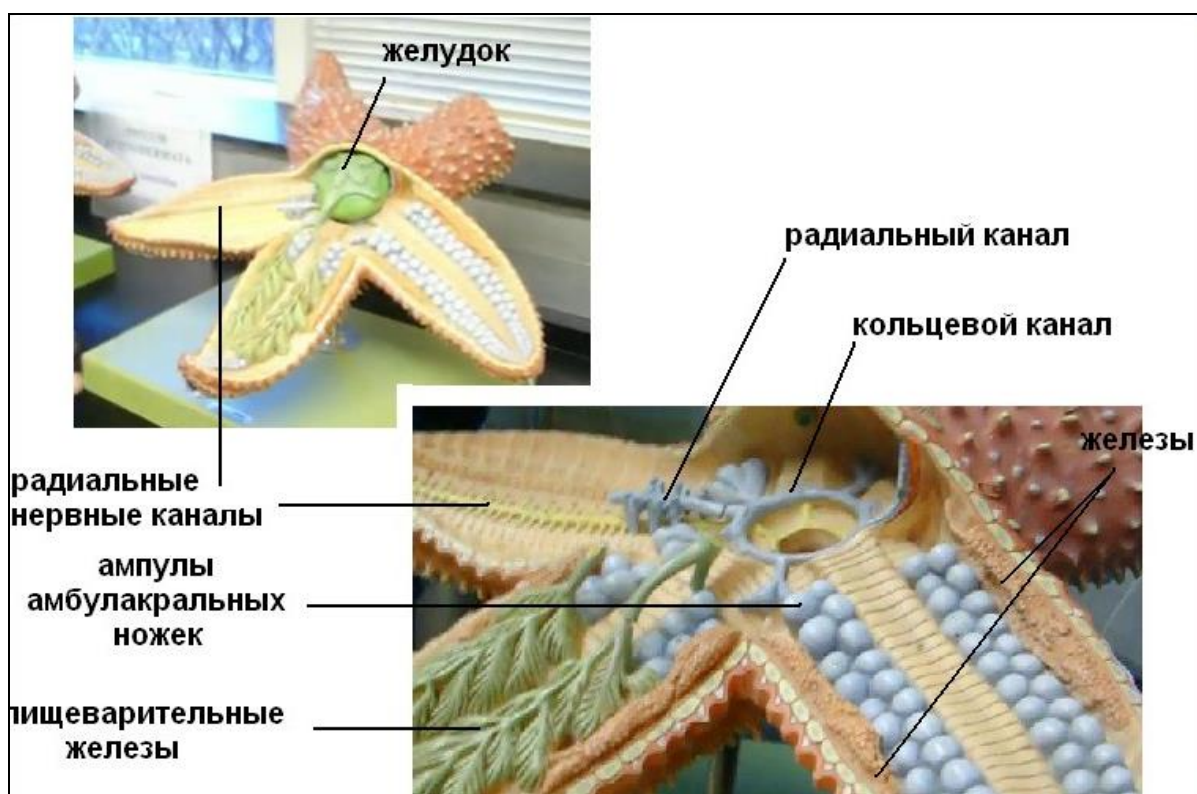 желудок
радиальный канал
кольцевой канал
железы
радиальные
нервные каналы
ампулы
амбулакральных
ножек
пищеварительные
железы